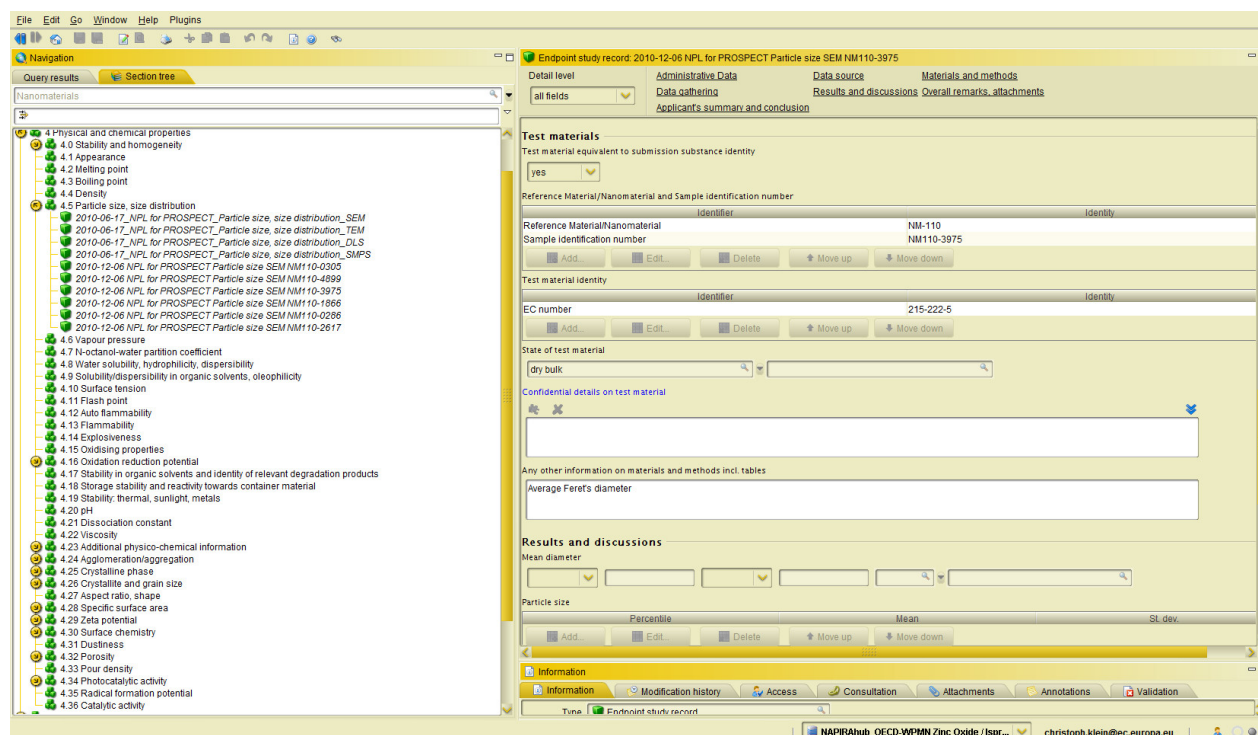 File Edit Go Window Help Plugins
Navigation
Query results Section tree
Nanomaterials
4 Physical and chemical properties
4.0 Stability and homogeneity
4.1 Appearance
4.2 Melting point
4.3 Boiling point
4.4 Density
4.5 Particle size, size distribution
2010-06-17_NPL for PROSPECT_Particle size, size distribution_SEM
2010-06-17_NPL for PROSPECT_Particle size, size distribution_TEM
2010-06-17_NPL for PROSPECT_Particle size, size distribution_DLS
2010-06-17_NPL for PROSPECT_Particle size, size distribution_SMPS
2010-12-06 NPL for PROSPECT Particle size SEM NM110-0305
2010-12-06 NPL for PROSPECT Particle size SEM NM110-4899
2010-12-06 NPL for PROSPECT Particle size SEM NM110-3975
2010-12-06 NPL for PROSPECT Particle size SEM NM110-1866
2010-12-06 NPL for PROSPECT Particle size SEM NM110-0286
2010-12-06 NPL for PROSPECT Particle size SEM NM110-2617
4.6 Vapour pressure
4.7 N-octanol-water partition coefficient
4.8 Water solubility, hydrophilicity, dispersibility
4.9 Solubility/dispersibility in organic solvents, oleophilicity
4.10 Surface tension
4.11 Flash point
4.12 Auto flammability
4.13 Flammability
4.14 Explosiveness
4.15 Oxidising properties
4.16 Oxidation reduction potential
4.17 Stability in organic solvents and identity of relevant degradation products
4.18 Storage stability and reactivity towards container material
4.19 Stability: thermal, sunlight, metals
4.20 pH
4.21 Dissociation constant
4.22 Viscosity
4.23 Additional physico-chemical information
4.24 Agglomeration/aggregation
4.25 Crystalline phase
4.26 Crystallite and grain size
4.27 Aspect ratio, shape
4.28 Specific surface area
4.29 Zeta potential
4.30 Surface chemistry
4.31 Dustiness
4.32 Porosity
4.33 Pour density
4.34 Photocatalytic activity
4.35 Radical formation potential
4.36 Catalytic activity
Endpoint study record: 2010-12-06 NPL for PROSPECT Particle size SEM NM110-3975
Detail level Administrative Data Data source Materials and methods
all fields Data gathering Results and discussions Overall remarks, attachments
Applicant's summary and conclusion
Test materials
Test material equivalent to submission substance identity
yes
Reference Material/Nanomaterial and Sample identification number
Identifier Identity
Reference Material/Nanomaterial NM-110
Sample identification number NM110-3975
Add... Edit... Delete Move up Move down
Test material identity
Identifier Identity
EC number 215-222-5
Add... Edit... Delete Move up Move down
State of test material
dry bulk
Confidential details on test material
Any other information on materials and methods incl. tables
Average Feret's diameter
Results and discussions
Mean diameter
Particle size
Percentile Mean St. dev.
Add... Edit... Delete Move up Move down
Information
Information Modification history Access Consultation Attachments Annotations Validation
Type Endpoint study record
NAPIRAhub_OECD-WPMN Zinc Oxide / Ispr... christoph.klein@ec.europa.eu